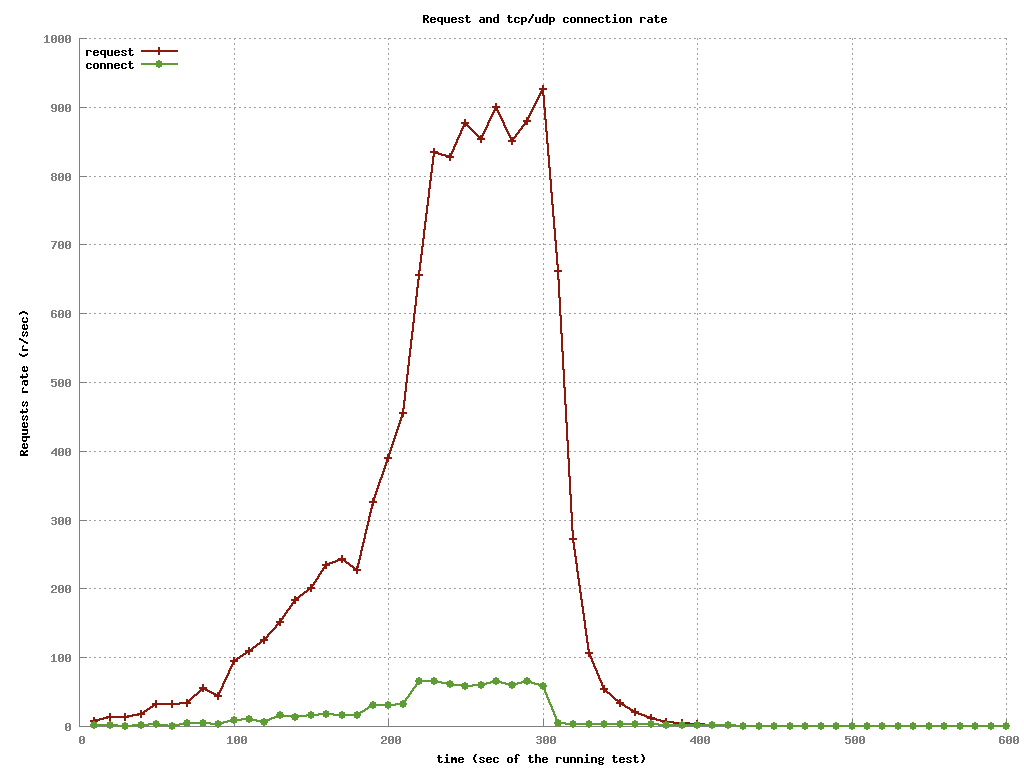 Request and tcp/udp connection rate
1000
request
connect
900
800
700
600
500
400
300
200
100
0
Requests rate (r/sec)
0 100 200 300 400 500 600
time (sec of the running test)